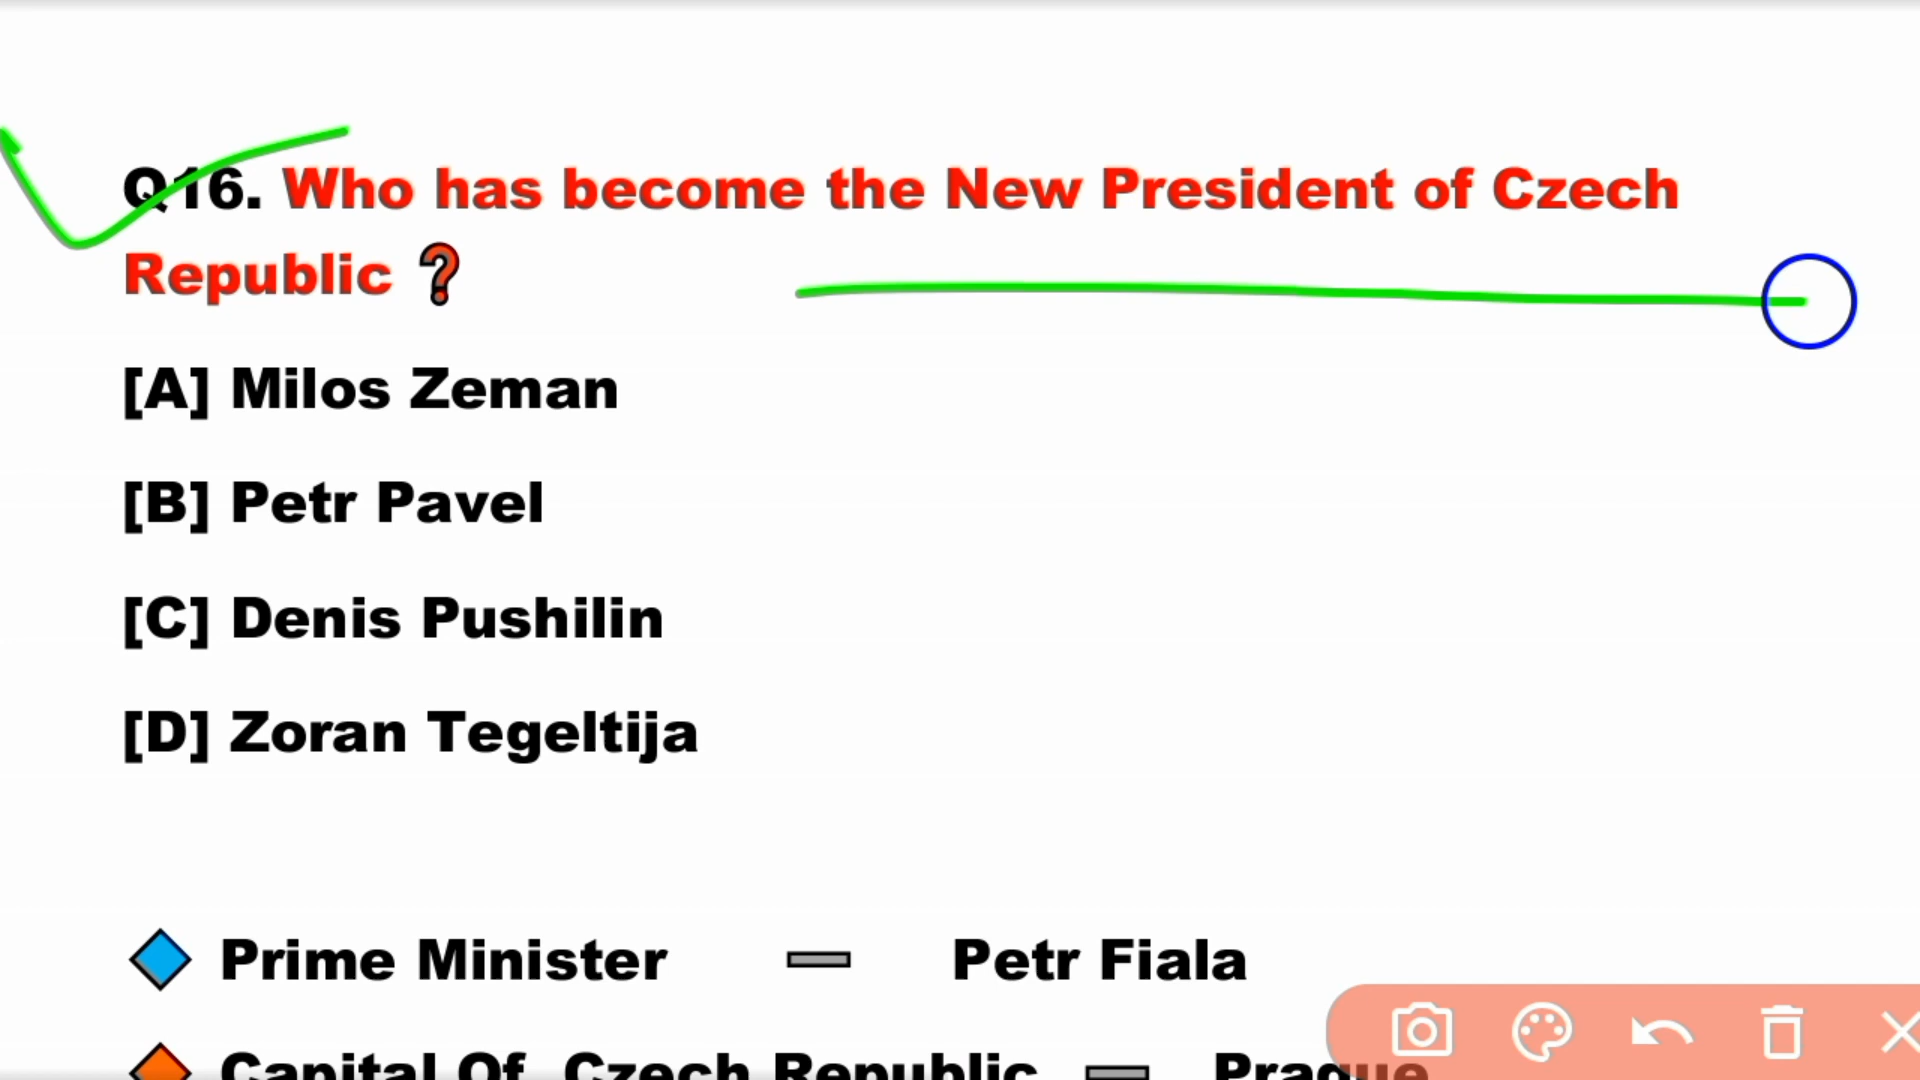 Q16. Who has become the New President of Czech
Republic ?
[A] Milos Zeman
[B] Petr Pavel
[C] Denis Pushilin
[D] Zoran Tegeltija
Prime Minister — Petr Fiala
Capital Of Czech Republic — Prague